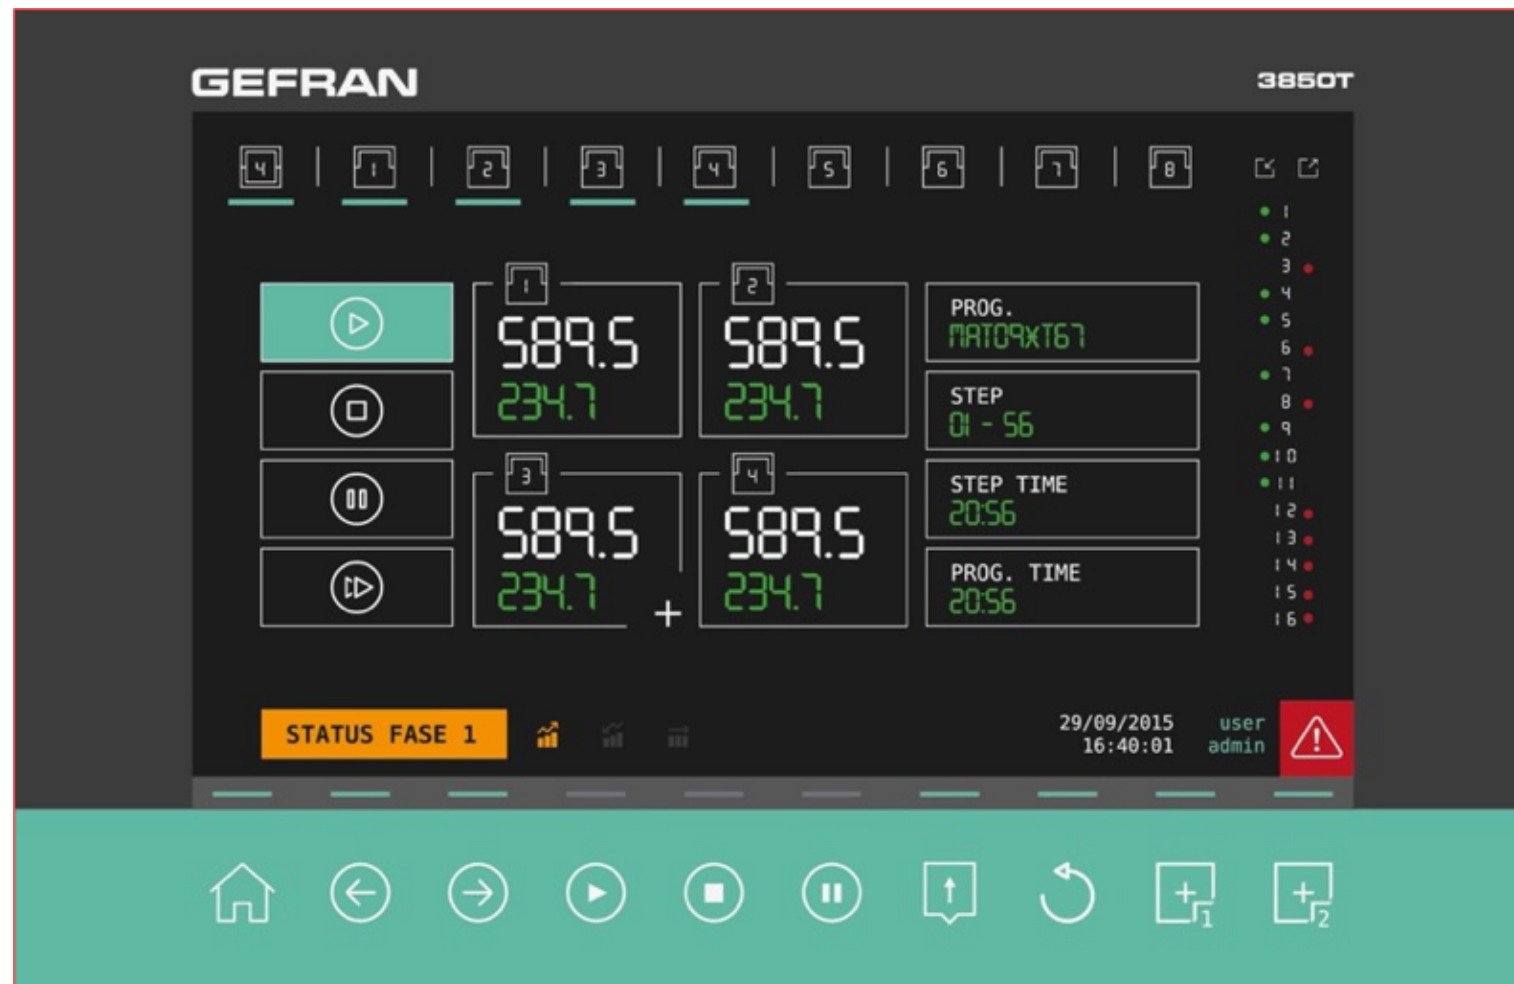 GEFRAN
3850T
4 1 2 3 4 5 6 7 8
1
589.5
234.7
2
589.5
234.7
3
589.5
234.7
4
589.5
234.7
PROG.
MAT09XT67
STEP
01 - 56
STEP TIME
20:56
PROG. TIME
20:56
1
2
3
4
5
6
7
8
9
10
11
12
13
14
15
16
STATUS FASE 1
29/09/2015
16:40:01
user
admin
1
2